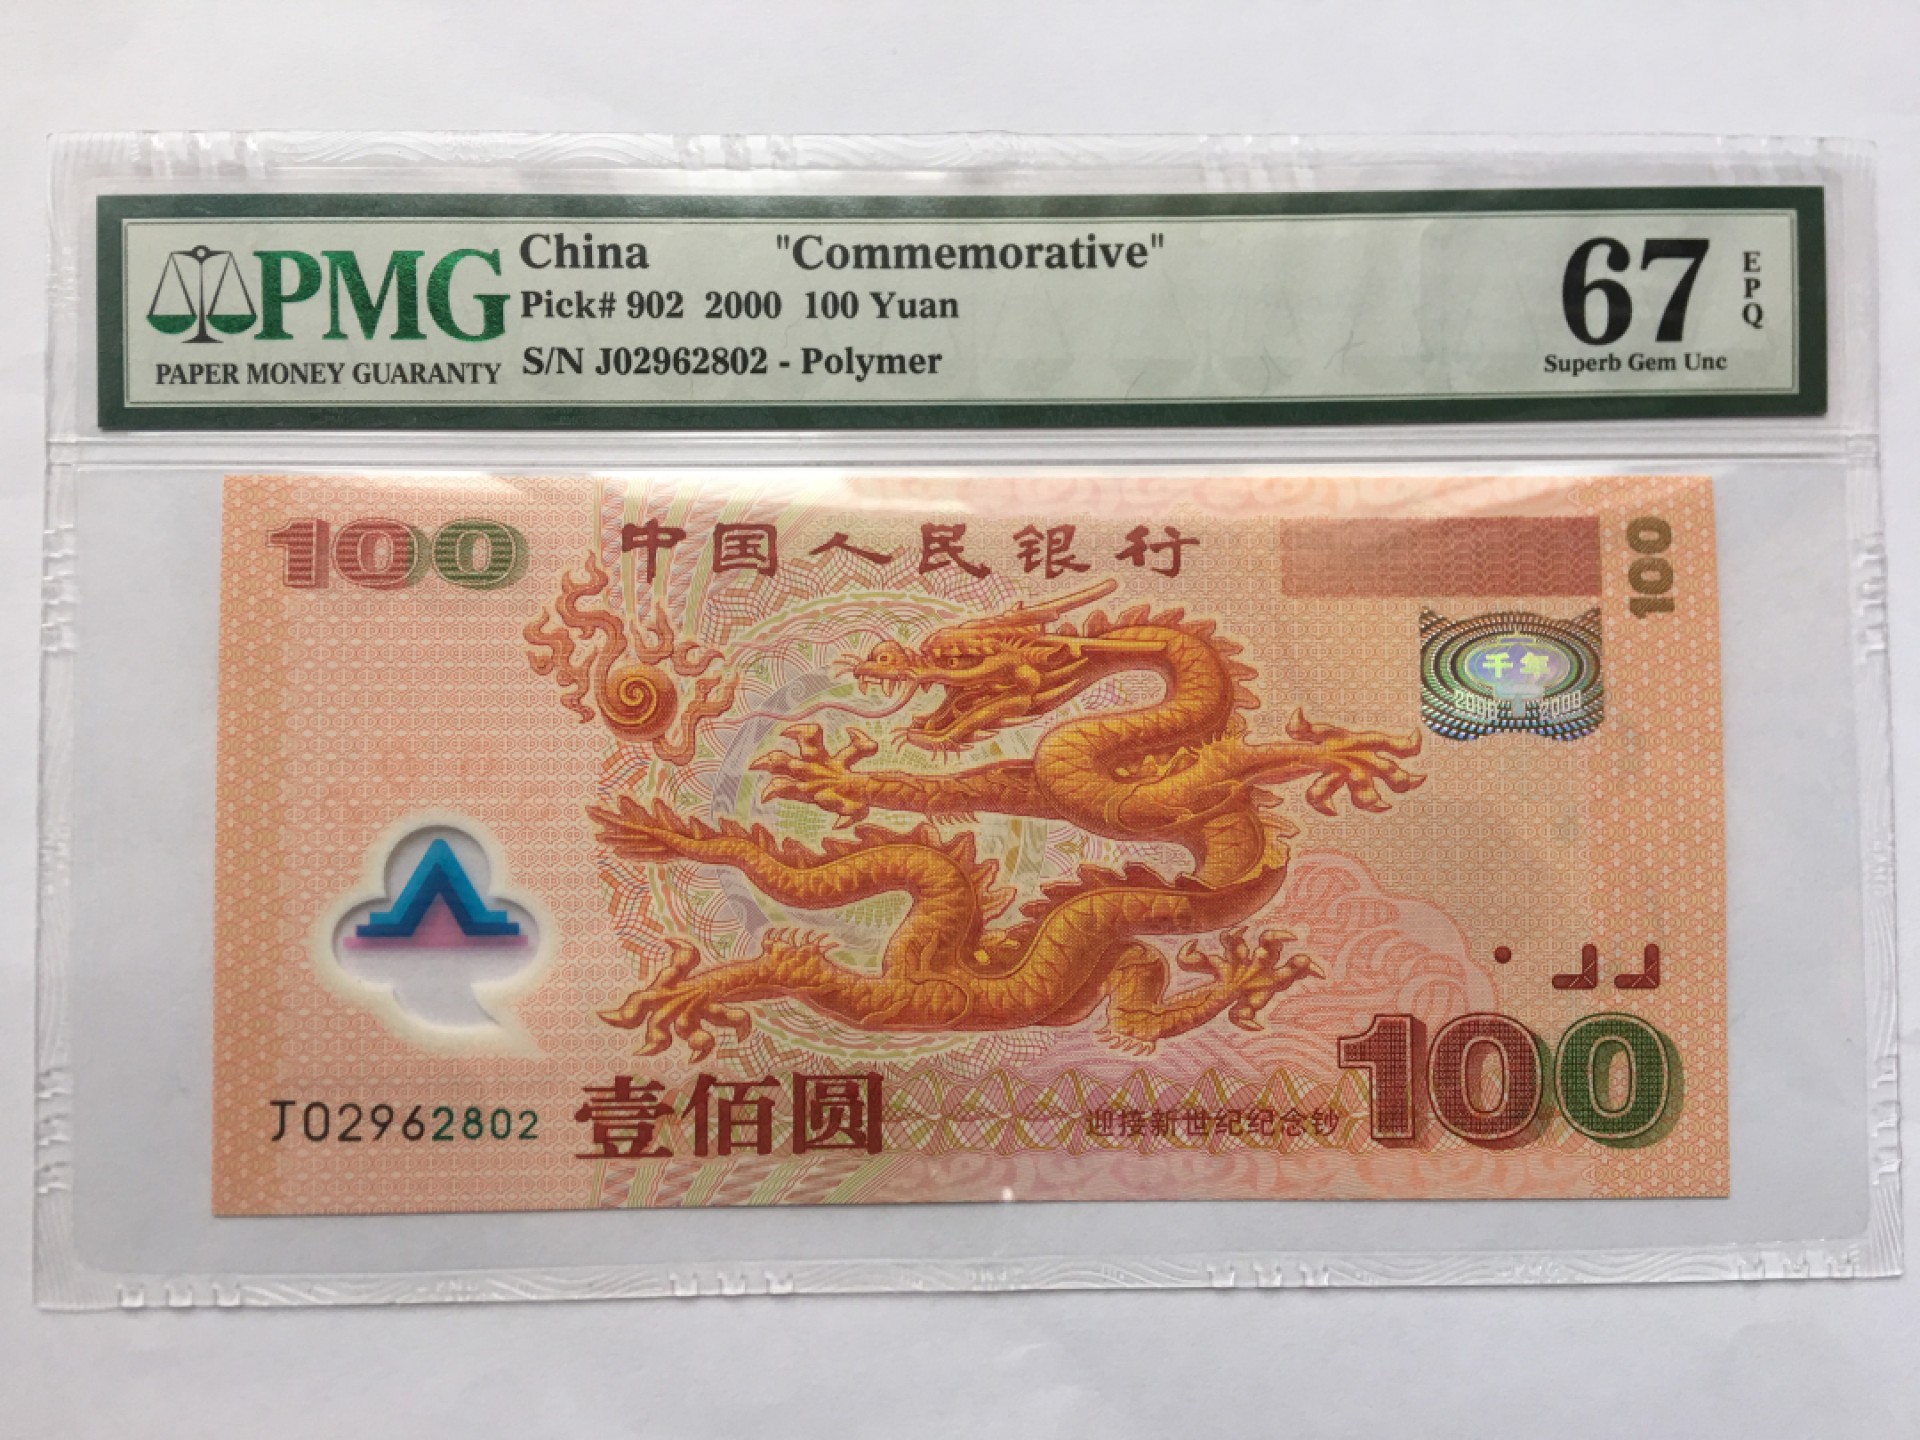 PMG
PAPER MONEY GUARANTY
China "Commemorative"
Pick# 902 2000 100 Yuan
S/N J02962802 - Polymer
67
EPQ
Superb Gem Unc
100
中国人民银行
100
千年
2000 2000
J02962802
壹佰圆
迎接新世纪纪念钞
100